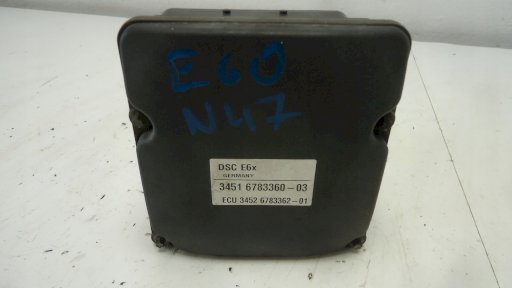 E60
N47
DSC E6x
GERMANY
3451 6783360-03
ECU 3452 6783362-01